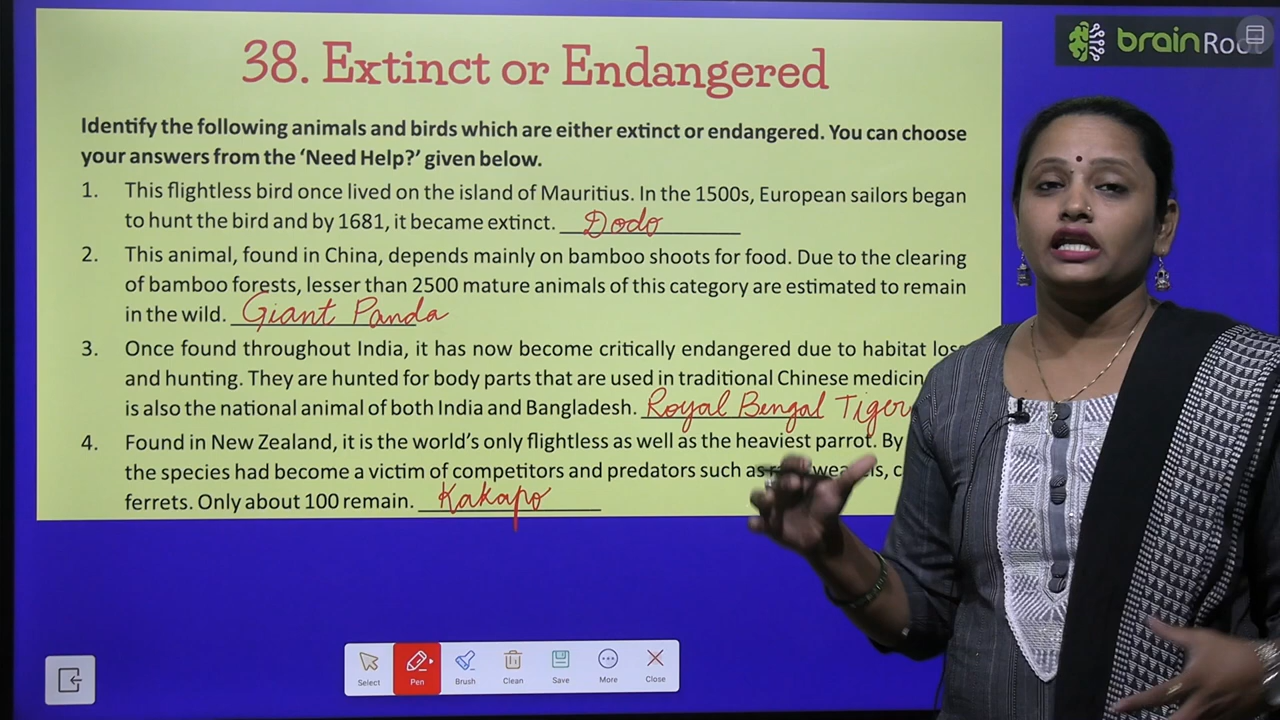 38. Extinct or Endangered
brainRoot
Identify the following animals and birds which are either extinct or endangered. You can choose
your answers from the ‘Need Help?’ given below.
1. This flightless bird once lived on the island of Mauritius. In the 1500s, European sailors began
to hunt the bird and by 1681, it became extinct. Dodo
2. This animal, found in China, depends mainly on bamboo shoots for food. Due to the clearing
of bamboo forests, lesser than 2500 mature animals of this category are estimated to remain
in the wild. Giant Panda
3. Once found throughout India, it has now become critically endangered due to habitat loss
and hunting. They are hunted for body parts that are used in traditional Chinese
is also the national animal of both India and Bangladesh. Royal Bengal Tiger
4. Found in New Zealand, it is the world’s only flightless as well as the heaviest parrot. By
the species had become a victim of competitors and predators such as
ferrets. Only about 100 remain. Kakapo
Select Pen Brush Clean Save More Close